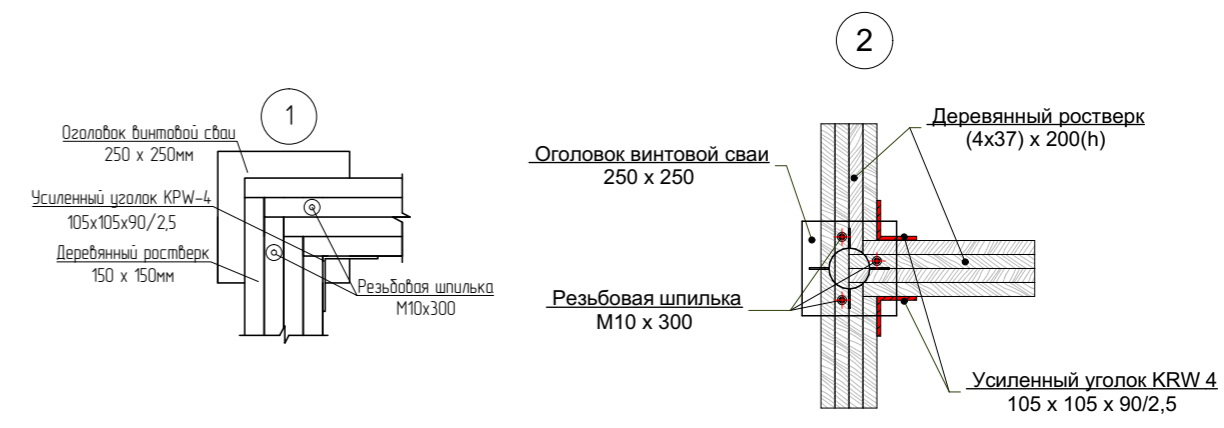 1
Оголовок винтовой сваи
250 х 250мм
Усиленный уголок KPW-4
105х105х90/2,5
Деревянный ростверк
150 х 150мм
Резьбовая шпилька
М10х300
2
Деревянный ростверк
(4х37) х 200(h)
Оголовок винтовой сваи
250 х 250
Резьбовая шпилька
М10 х 300
Усиленный уголок KRW 4
105 х 105 х 90/2,5